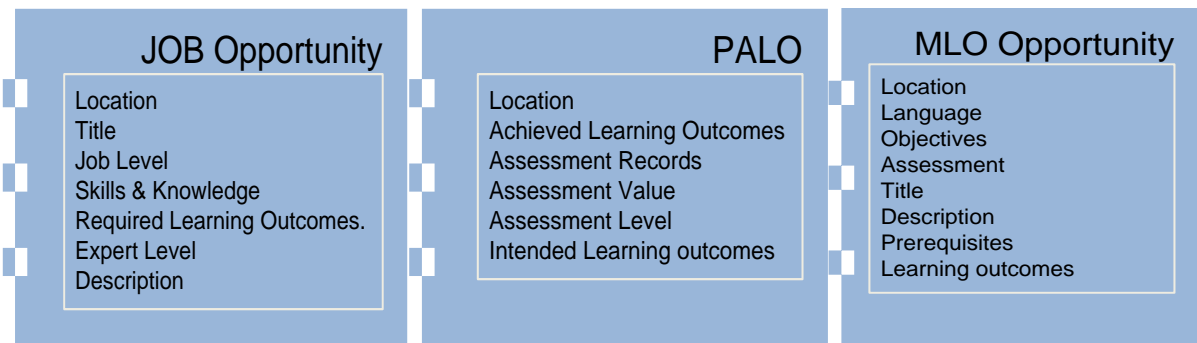 JOB Opportunity
Location
Title
Job Level
Skills & Knowledge
Required Learning Outcomes.
Expert Level
Description
PALO
Location
Achieved Learning Outcomes
Assessment Records
Assessment Value
Assessment Level
Intended Learning outcomes
MLO Opportunity
Location
Language
Objectives
Assessment
Title
Description
Prerequisites
Learning outcomes